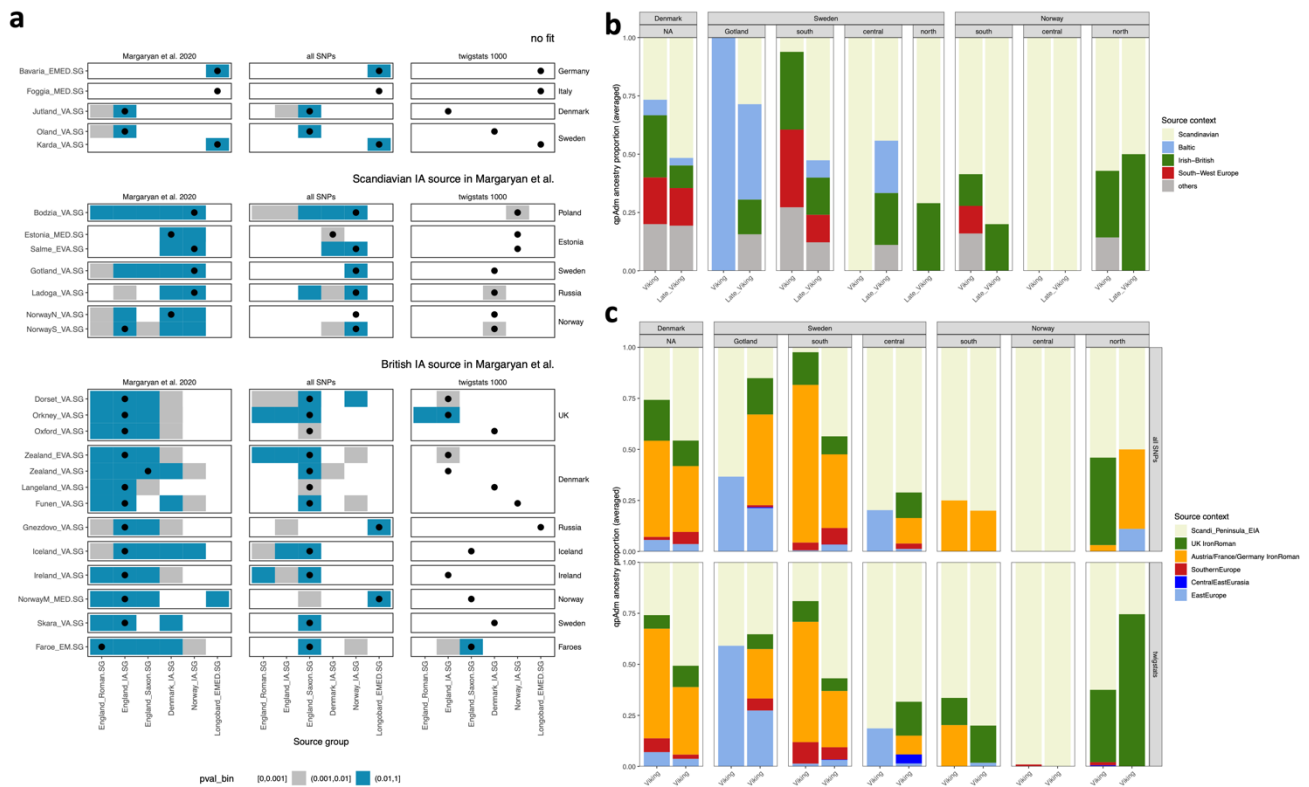 a
no fit
Margaryan et al. 2020
all SNPs
twigstats 1000
Bavaria_EMED.SG
Germany
Foggia_MED.SG
Italy
Jutland_VA.SG
Denmark
Oland_VA.SG
Sweden
Karda_VA.SG
Scandiavian IA source in Margaryan et al.
Margaryan et al. 2020
all SNPs
twigstats 1000
Bodzia_VA.SG
Poland
Estonia_MED.SG
Estonia
Salme_EVA.SG
Gotland_VA.SG
Sweden
Ladoga_VA.SG
Russia
NorwayN_VA.SG
Norway
NorwayS_VA.SG
British IA source in Margaryan et al.
Margaryan et al. 2020
all SNPs
twigstats 1000
Dorset_VA.SG
Orkney_VA.SG
UK
Oxford_VA.SG
Zealand_EVA.SG
Zealand_VA.SG
Denmark
Langeland_VA.SG
Funen_VA.SG
Gnezdovo_VA.SG
Russia
Iceland_VA.SG
Iceland
Ireland_VA.SG
Ireland
NorwayM_MED.SG
Norway
Skara_VA.SG
Sweden
Faroe_EM.SG
Faroes
England_Roman.SG
England_IA.SG
England_Saxon.SG
Denmark_IA.SG
Norway_IA.SG
Longobard_EMED.SG
England_Roman.SG
England_IA.SG
England_Saxon.SG
Denmark_IA.SG
Norway_IA.SG
Longobard_EMED.SG
England_Roman.SG
England_IA.SG
England_Saxon.SG
Denmark_IA.SG
Norway_IA.SG
Longobard_EMED.SG
Source group
pval_bin
[0,0.001]
(0.001,0.01]
(0.01,1]
b
Denmark
Sweden
Norway
NA
Gotland
south
central
north
south
central
north
qpAdm ancestry proportion (averaged)
1.00
0.75
0.50
0.25
0.00
Viking
Late_Viking
Viking
Late_Viking
Viking
Late_Viking
Viking
Late_Viking
Viking
Viking
Late_Viking
Viking
Late_Viking
Viking
Late_Viking
Source context
Scandinavian
Baltic
Irish-British
South-West Europe
others
c
Denmark
Sweden
Norway
NA
Gotland
south
central
south
central
north
qpAdm ancestry proportion (averaged)
1.00
0.75
0.50
0.25
0.00
all SNPs
1.00
0.75
0.50
0.25
0.00
twigstats
Viking
Viking
Viking
Viking
Viking
Viking
Viking
Viking
Viking
Viking
Viking
Viking
Viking
Viking
Source context
Scandi_Peninsula_EIA
UK IronRoman
Austria/France/Germany IronRoman
SouthernEurope
CentralEastEurasia
EastEurope